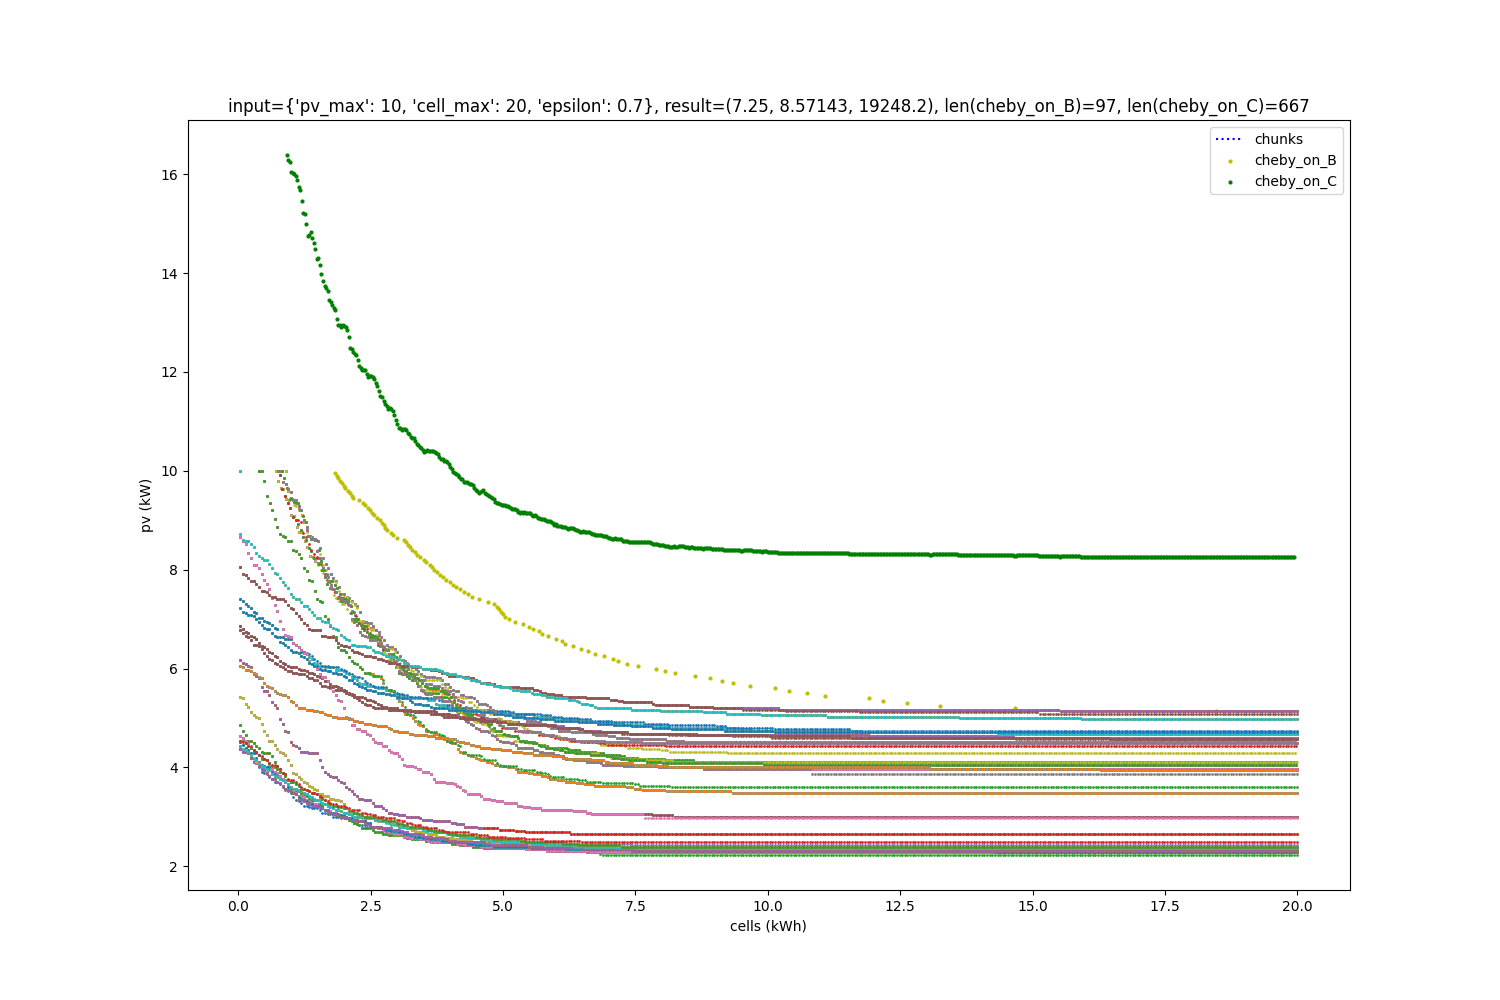 input={'pv_max': 10, 'cell_max': 20, 'epsilon': 0.7}, result=(7.25, 8.57143, 19248.2), len(cheby_on_B)=97, len(cheby_on_C)=667
chunks
cheby_on_B
cheby_on_C
16
14
12
10
8
6
4
2
pv (kW)
0.0 2.5 5.0 7.5 10.0 12.5 15.0 17.5 20.0
cells (kWh)